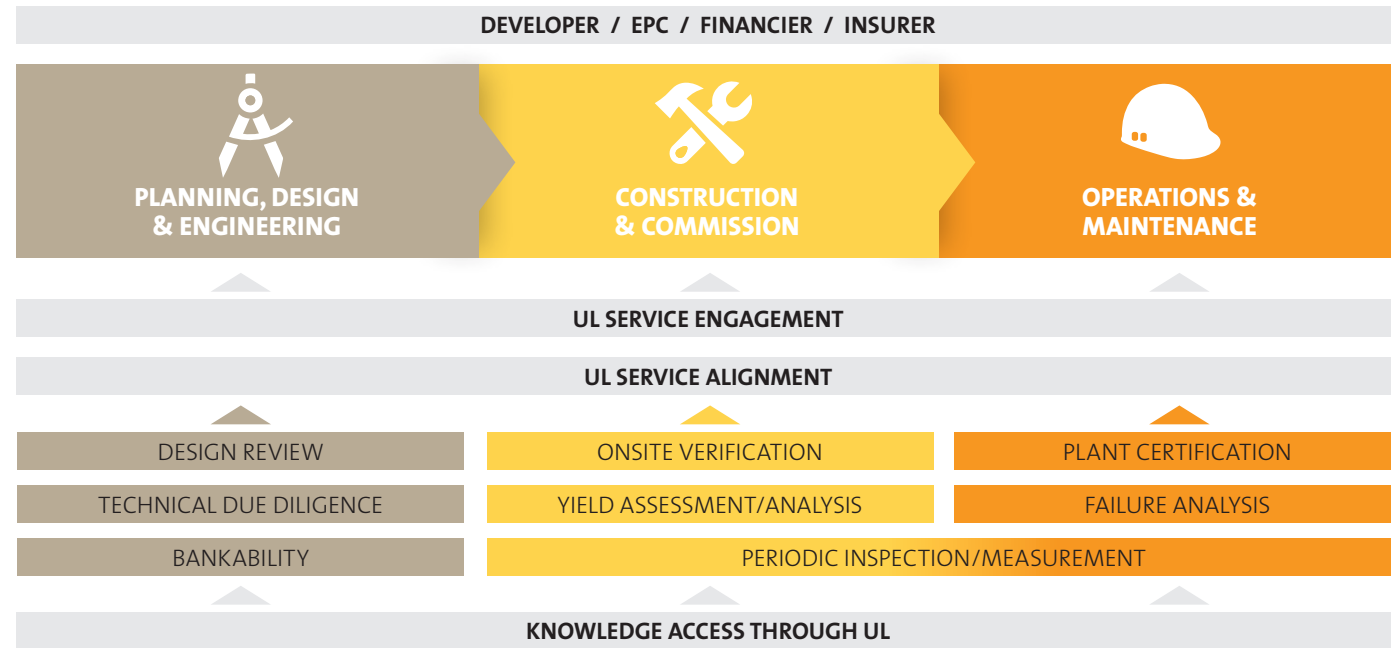 DEVELOPER / EPC / FINANCIER / INSURER
PLANNING, DESIGN
& ENGINEERING
CONSTRUCTION
& COMMISSION
OPERATIONS &
MAINTENANCE
UL SERVICE ENGAGEMENT
UL SERVICE ALIGNMENT
DESIGN REVIEW
ONSITE VERIFICATION
PLANT CERTIFICATION
TECHNICAL DUE DILIGENCE
YIELD ASSESSMENT/ANALYSIS
FAILURE ANALYSIS
BANKABILITY
PERIODIC INSPECTION/MEASUREMENT
KNOWLEDGE ACCESS THROUGH UL